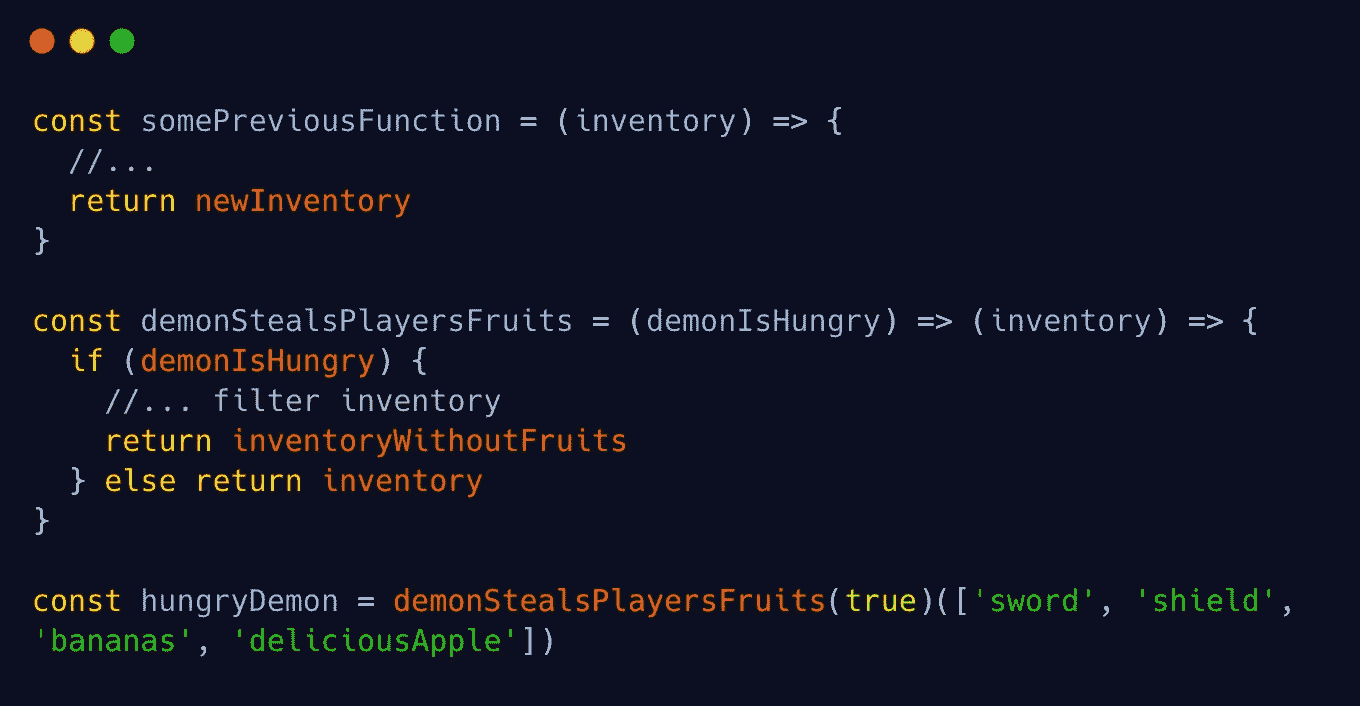 const somePreviousFunction = (inventory) => {
  //...
  return newInventory
}
const demonStealsPlayersFruits = (demonIsHungry) => (inventory) => {
  if (demonIsHungry) {
    //... filter inventory
    return inventoryWithoutFruits
  } else return inventory
}
const hungryDemon = demonStealsPlayersFruits(true)(['sword', 'shield',
'bananas', 'deliciousApple'])